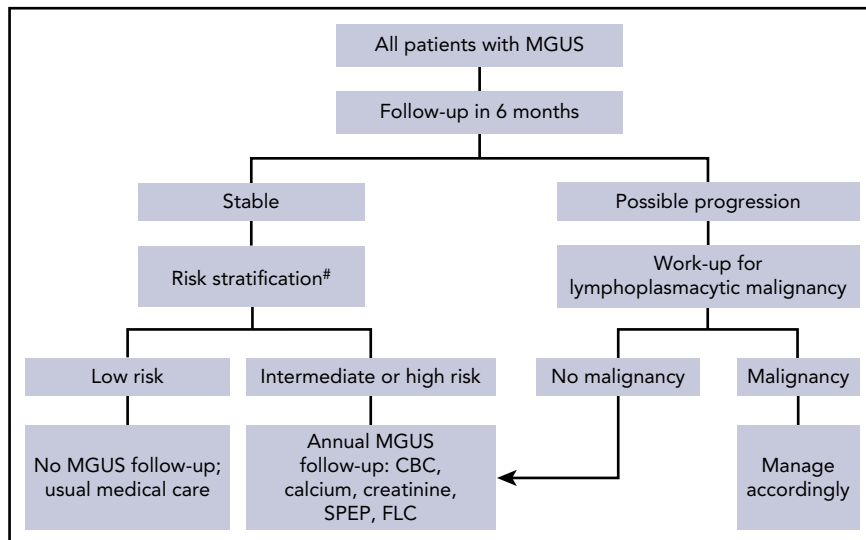 All patients with MGUS
Follow-up in 6 months
Stable
Possible progression
Risk stratification#
Work-up for
lymphoplasmacytic malignancy
Low risk
Intermediate or high risk
No malignancy
Malignancy
No MGUS follow-up;
usual medical care
Annual MGUS
follow-up: CBC,
calcium, creatinine,
SPEP, FLC
Manage
accordingly